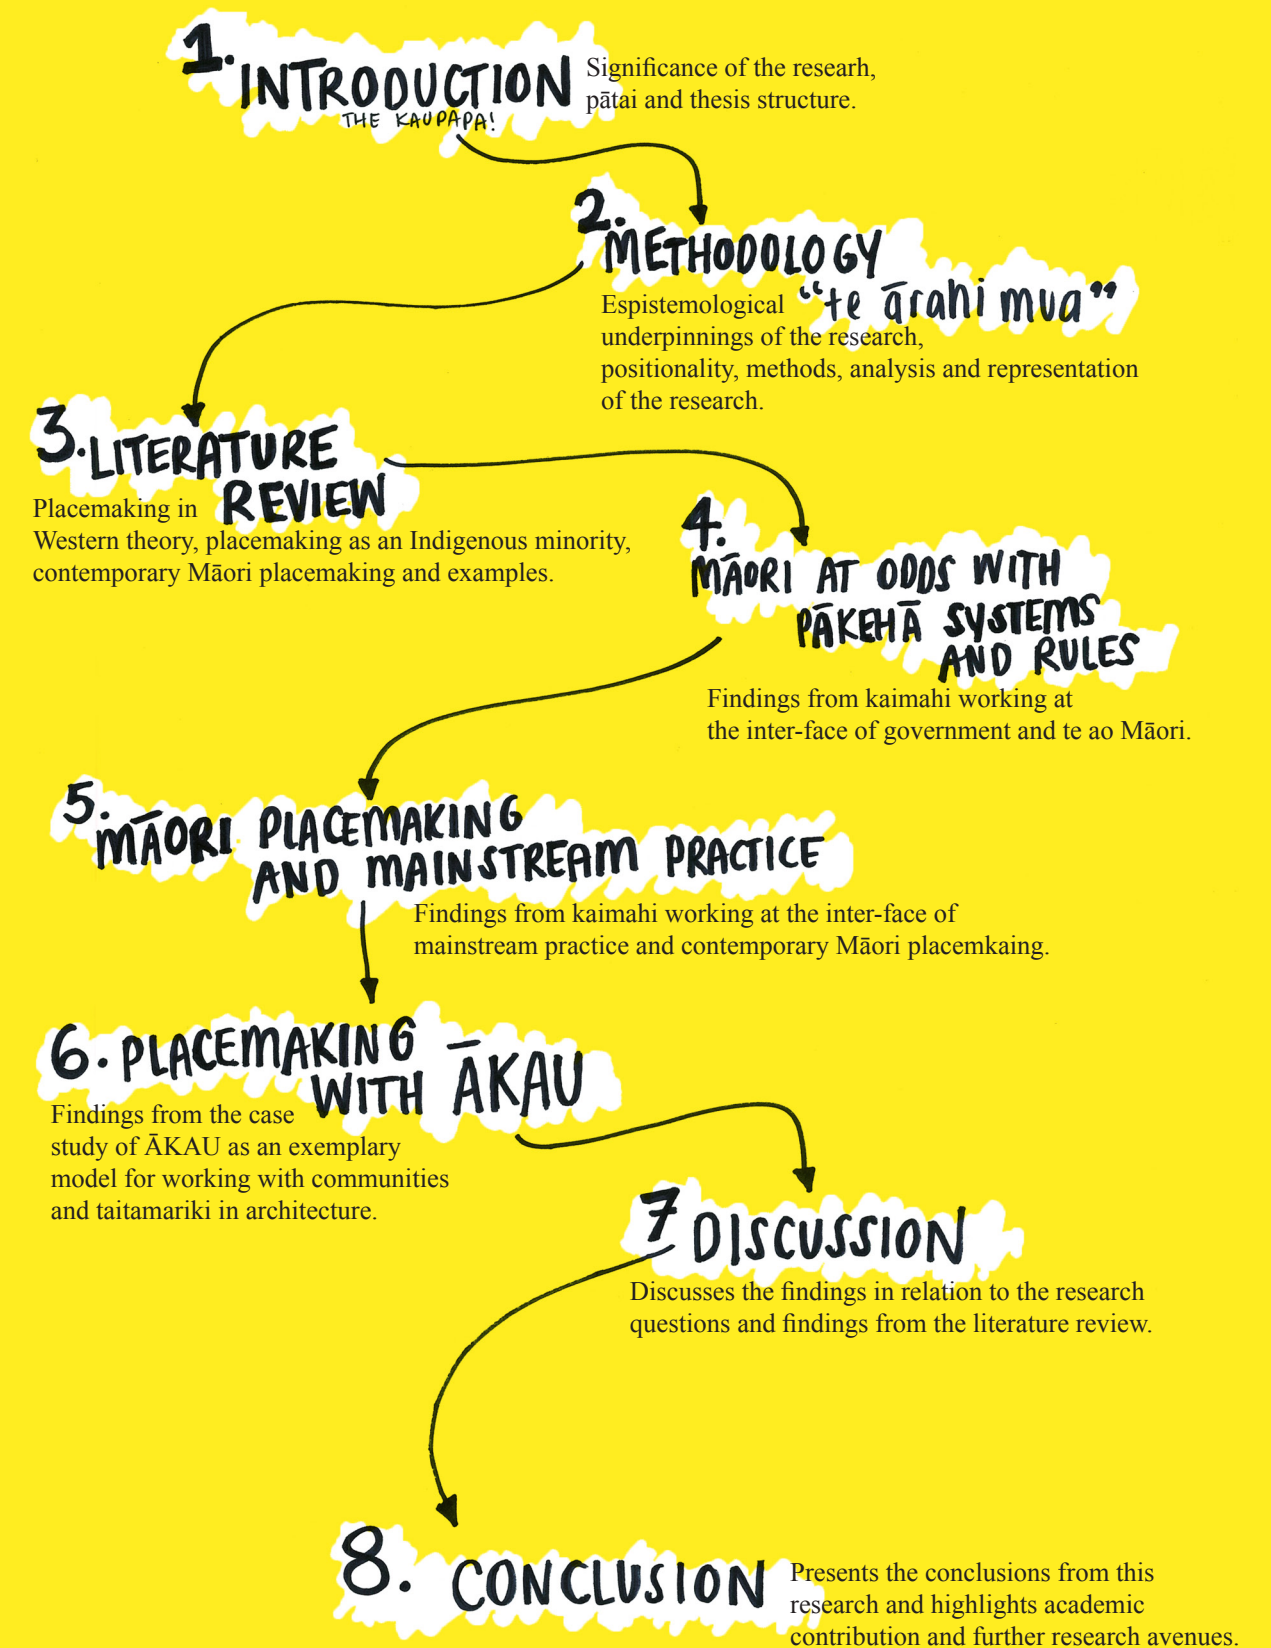 1. INTRODUCTION
THE KAUPAPA!
Significance of the researh,
pātai and thesis structure.
2. METHODOLOGY
"te ārahi mua"
Espistemological
underpinnings of the research,
positionality, methods, analysis and representation
of the research.
3. LITERATURE
REVIEW
Placemaking in
Western theory, placemaking as an Indigenous minority,
contemporary Māori placemaking and examples.
4.
MĀORI AT ODDS WITH
PĀKEHĀ SYSTEMS
AND RULES
Findings from kaimahi working at
the inter-face of government and te ao Māori.
5. MĀORI PLACEMAKING
AND MAINSTREAM PRACTICE
Findings from kaimahi working at the inter-face of
mainstream practice and contemporary Māori placemkaing.
6. PLACEMAKING
WITH ĀKAU
Findings from the case
study of ĀKAU as an exemplary
model for working with communities
and taitamariki in architecture.
7 DISCUSSION
Discusses the findings in relation to the research
questions and findings from the literature review.
8. CONCLUSION
Presents the conclusions from this
research and highlights academic
contribution and further research avenues.